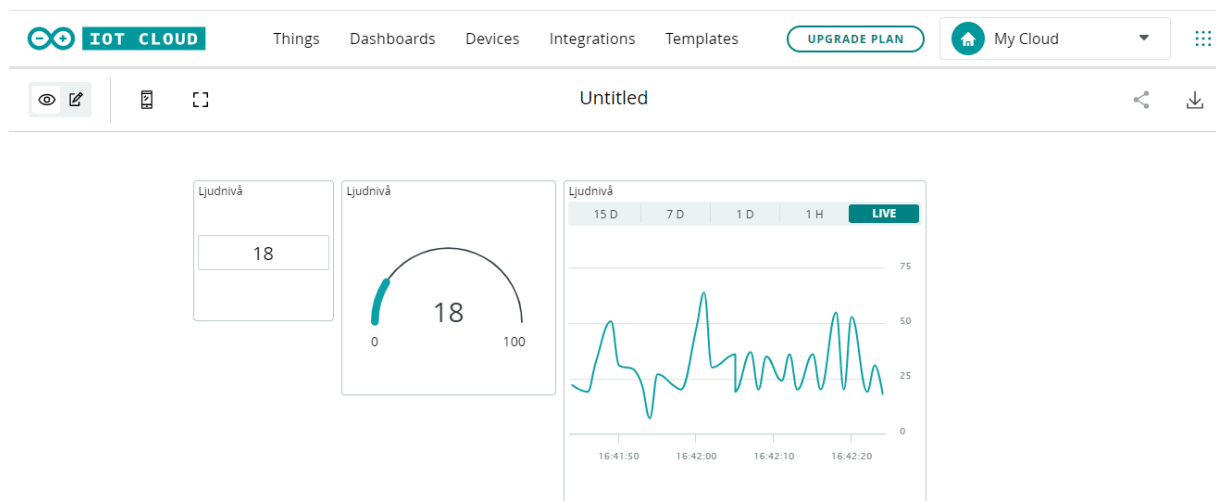 IOT CLOUD Things Dashboards Devices Integrations Templates UPGRADE PLAN My Cloud
Untitled
Ljudnivå
18
Ljudnivå
18
0 100
Ljudnivå
15 D 7 D 1 D 1 H LIVE
75
50
25
0
16:41:50 16:42:00 16:42:10 16:42:20